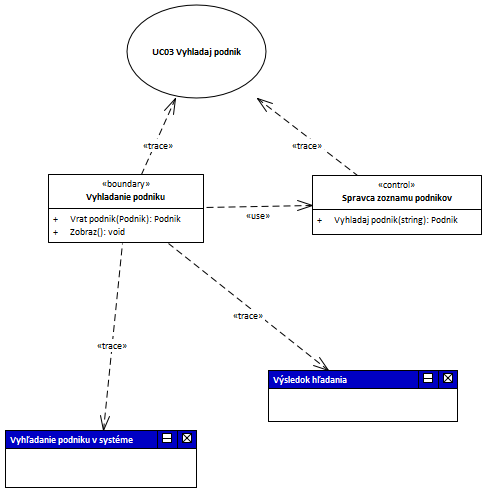 UC03 Vyhladaj podnik
«trace»
«trace»
«boundary»
Vyhladanie podniku
+ Vrat podnik(Podnik): Podnik
+ Zobraz(): void
«use»
«control»
Spravca zoznamu podnikov
+ Vyhladaj podnik(string): Podnik
«trace»
«trace»
Výsledok hľadania
Vyhľadanie podniku v systéme